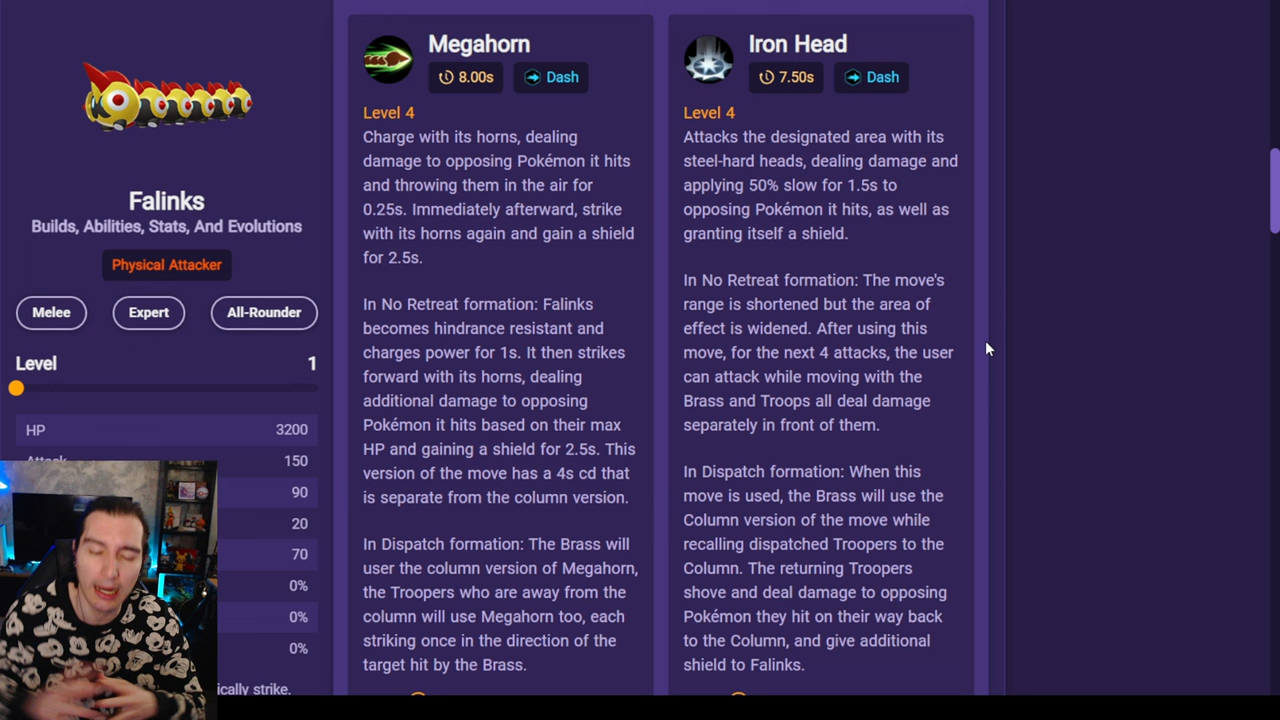 Falinks
Builds, Abilities, Stats, And Evolutions
Physical Attacker
Melee
Expert
All-Rounder
Level 1
HP 3200
Attack 150
90
20
70
0%
0%
0%
ically strike.
Megahorn
8.00s
Dash
Level 4
Charge with its horns, dealing
damage to opposing Pokémon it hits
and throwing them in the air for
0.25s. Immediately afterward, strike
with its horns again and gain a shield
for 2.5s.
In No Retreat formation: Falinks
becomes hindrance resistant and
charges power for 1s. It then strikes
forward with its horns, dealing
additional damage to opposing
Pokémon it hits based on their max
HP and gaining a shield for 2.5s. This
version of the move has a 4s cd that
is separate from the column version.
In Dispatch formation: The Brass will
user the column version of Megahorn,
the Troopers who are away from the
column will use Megahorn too, each
striking once in the direction of the
target hit by the Brass.
Iron Head
7.50s
Dash
Level 4
Attacks the designated area with its
steel-hard heads, dealing damage and
applying 50% slow for 1.5s to
opposing Pokémon it hits, as well as
granting itself a shield.
In No Retreat formation: The move's
range is shortened but the area of
effect is widened. After using this
move, for the next 4 attacks, the user
can attack while moving with the
Brass and Troops all deal damage
separately in front of them.
In Dispatch formation: When this
move is used, the Brass will use the
Column version of the move while
recalling dispatched Troopers to the
Column. The returning Troopers
shove and deal damage to opposing
Pokémon they hit on their way back
to the Column, and give additional
shield to Falinks.